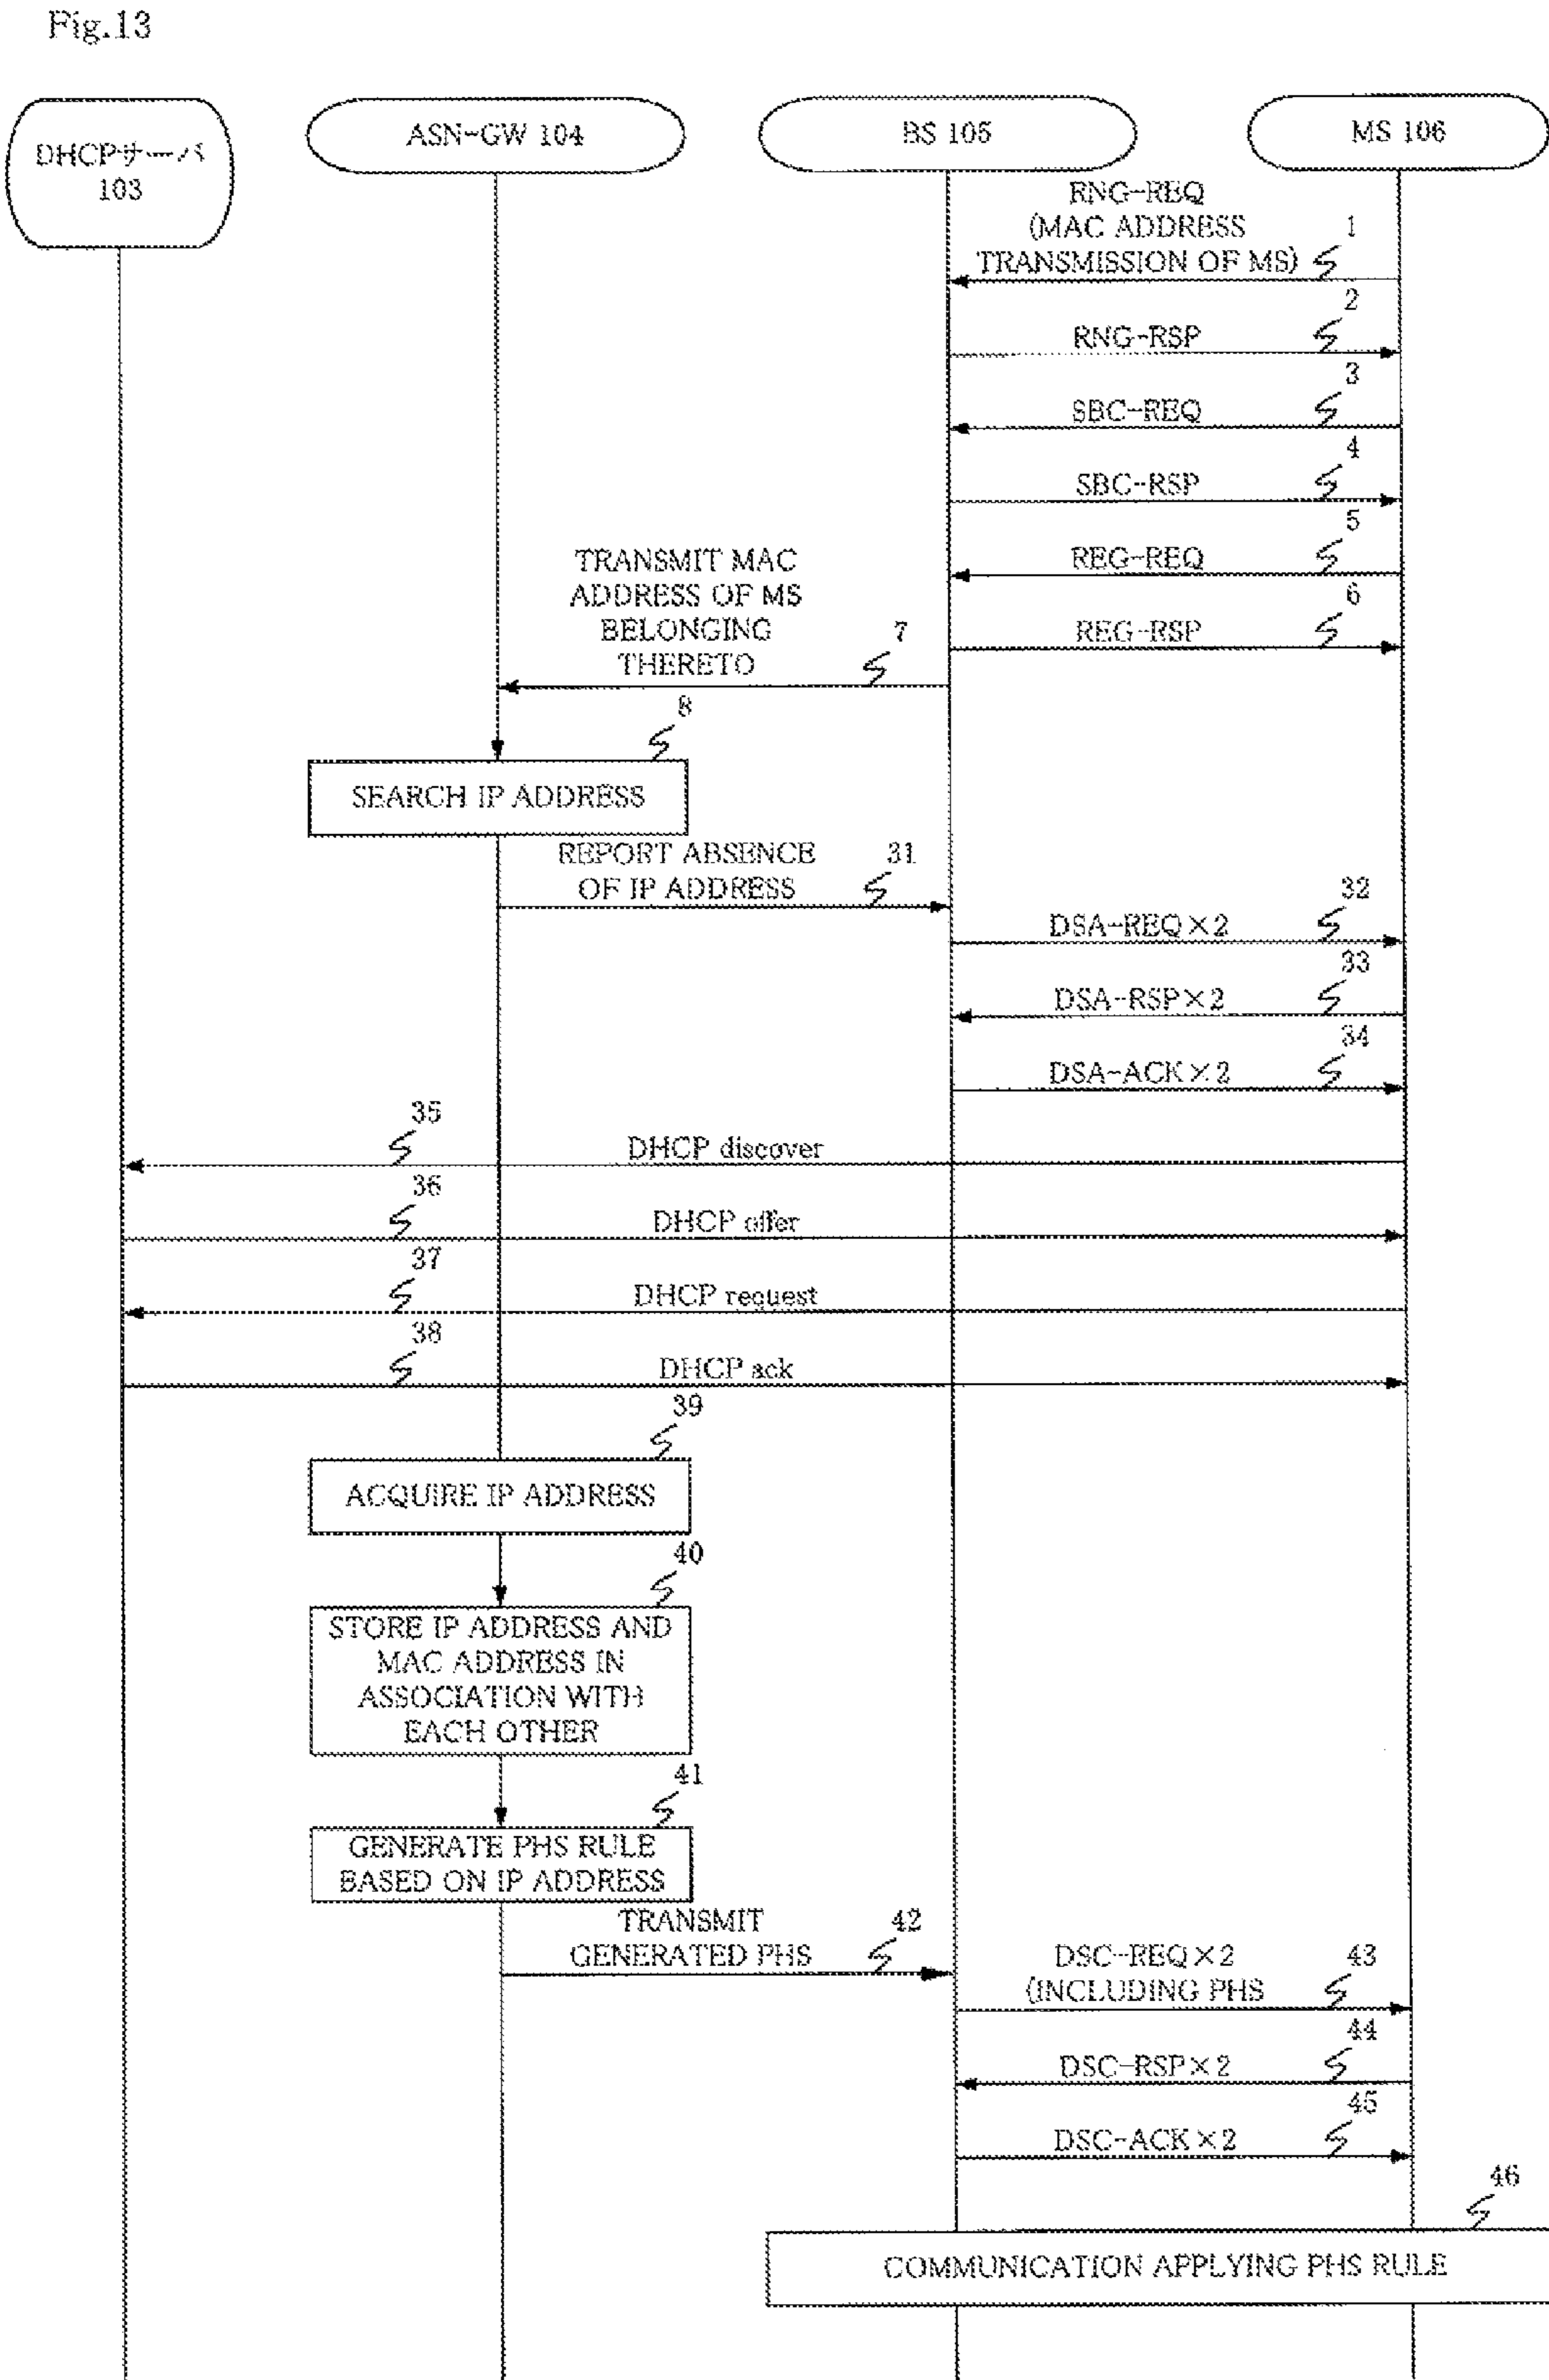 Fig.13
DHCPサーバ
103
ASN-GW 104
BS 105
MS 106
RNG-REQ
(MAC ADDRESS
TRANSMISSION OF MS)
1
2
RNG-RSP
3
SBC-REQ
4
SBC-RSP
5
REG-REQ
6
REG-RSP
TRANSMIT MAC
ADDRESS OF MS
BELONGING
THERETO
7
8
SEARCH IP ADDRESS
REPORT ABSENCE
OF IP ADDRESS
31
32
DSA-REQ×2
33
DSA-RSP×2
34
DSA-ACK×2
35
DHCP discover
36
DHCP offer
37
DHCP request
38
DHCP ack
39
ACQUIRE IP ADDRESS
40
STORE IP ADDRESS AND
MAC ADDRESS IN
ASSOCIATION WITH
EACH OTHER
41
GENERATE PHS RULE
BASED ON IP ADDRESS
TRANSMIT
GENERATED PHS
42
DSC-REQ×2
(INCLUDING PHS
43
44
DSC-RSP×2
45
DSC-ACK×2
46
COMMUNICATION APPLYING PHS RULE